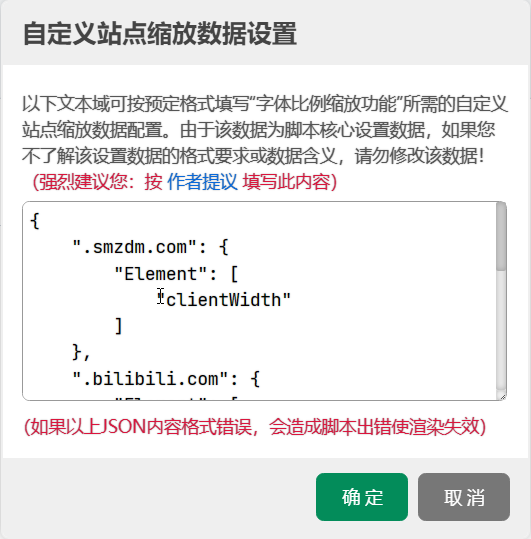 自定义站点缩放数据设置
以下文本域可按预定格式填写“字体比例缩放功能”所需的自定义
站点缩放数据配置。由于该数据为脚本核心设置数据，如果您
不了解该设置数据的格式要求或数据含义，请勿修改该数据！
（强烈建议您：按 作者提议 填写此内容）
{
    ".smzdm.com": {
        "Element": [
            "clientWidth"
        ]
    },
    ".bilibili.com": {
        "Element": [
（如果以上JSON内容格式错误，会造成脚本出错使渲染失效）
确 定
取 消